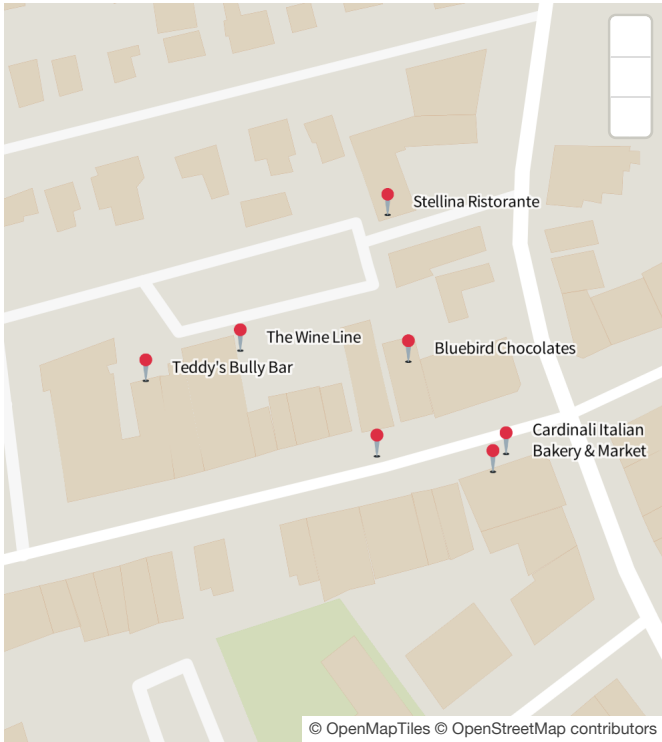 Stellina Ristorante
The Wine Line
Bluebird Chocolates
Teddy's Bully Bar
Cardinali Italian
Bakery & Market
© OpenMapTiles © OpenStreetMap contributors